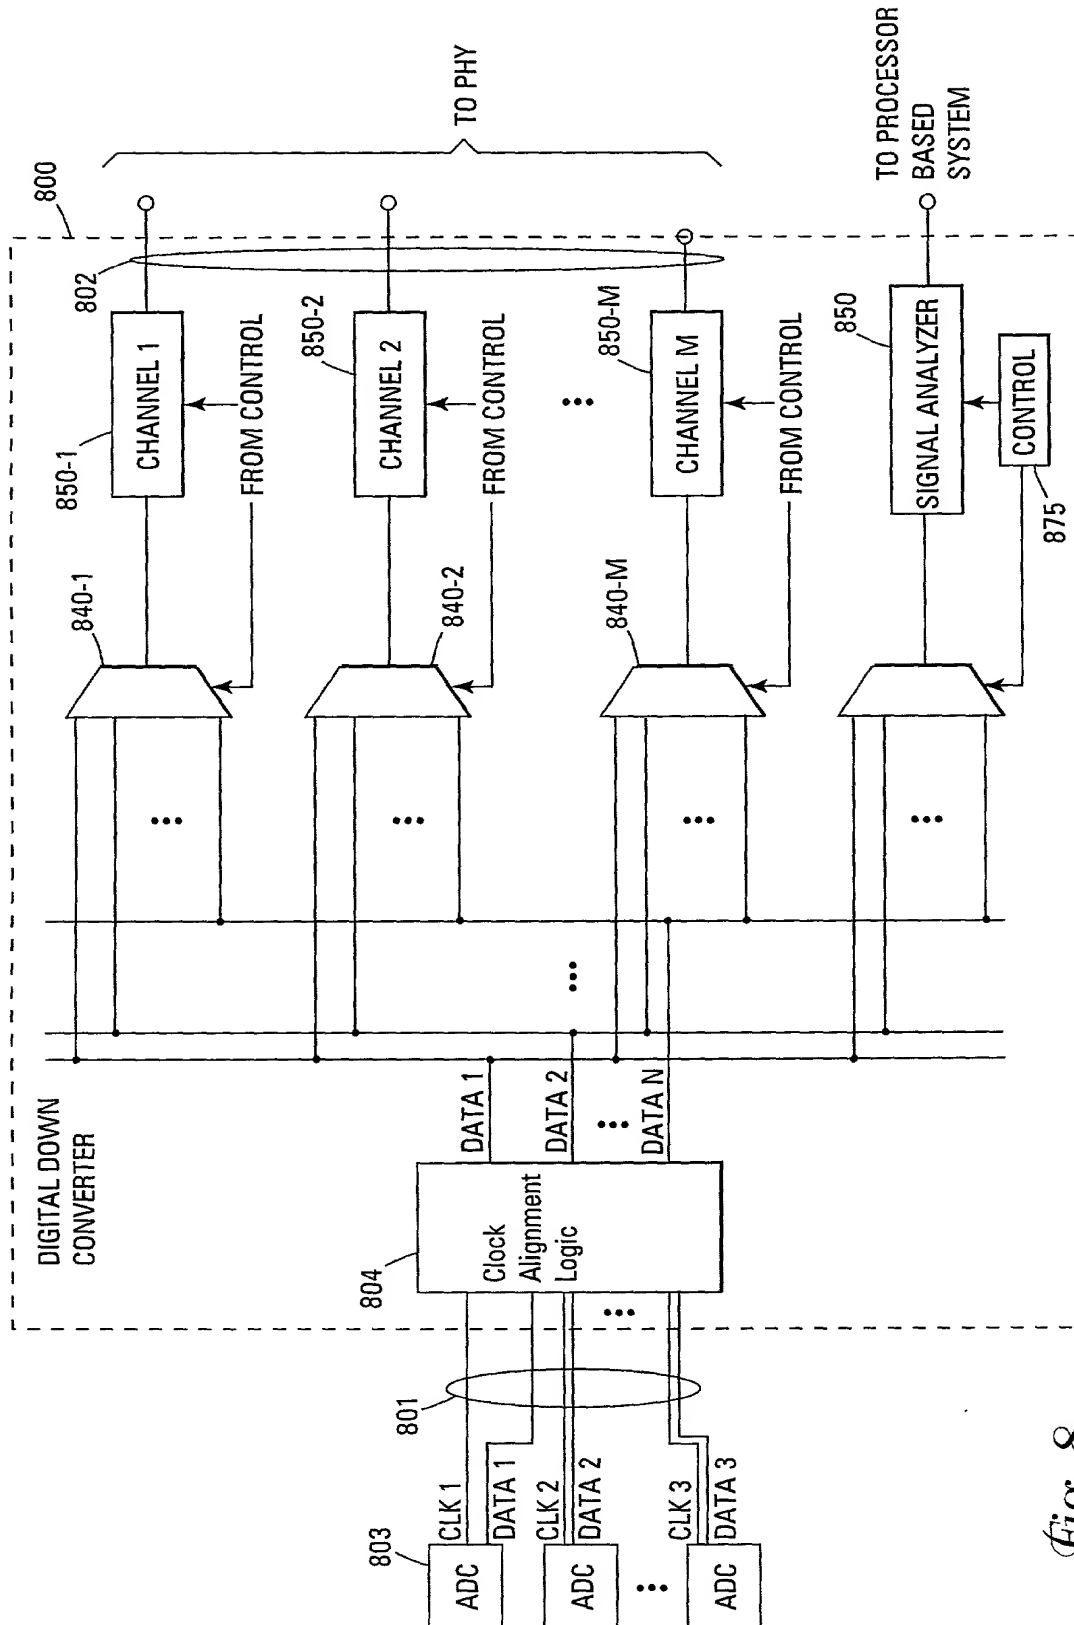 DIGITAL DOWN
CONVERTER
800
803
ADC
ADC
ADC
CLK 1
DATA 1
CLK 2
DATA 2
CLK 3
DATA 3
801
804
Clock
Alignment
Logic
DATA 1
DATA 2
DATA N
840-1
850-1
CHANNEL 1
FROM CONTROL
802
840-2
850-2
CHANNEL 2
FROM CONTROL
840-M
850-M
CHANNEL M
FROM CONTROL
TO PHY
850
SIGNAL ANALYZER
CONTROL
875
TO PROCESSOR
BASED
SYSTEM
Fig. 8